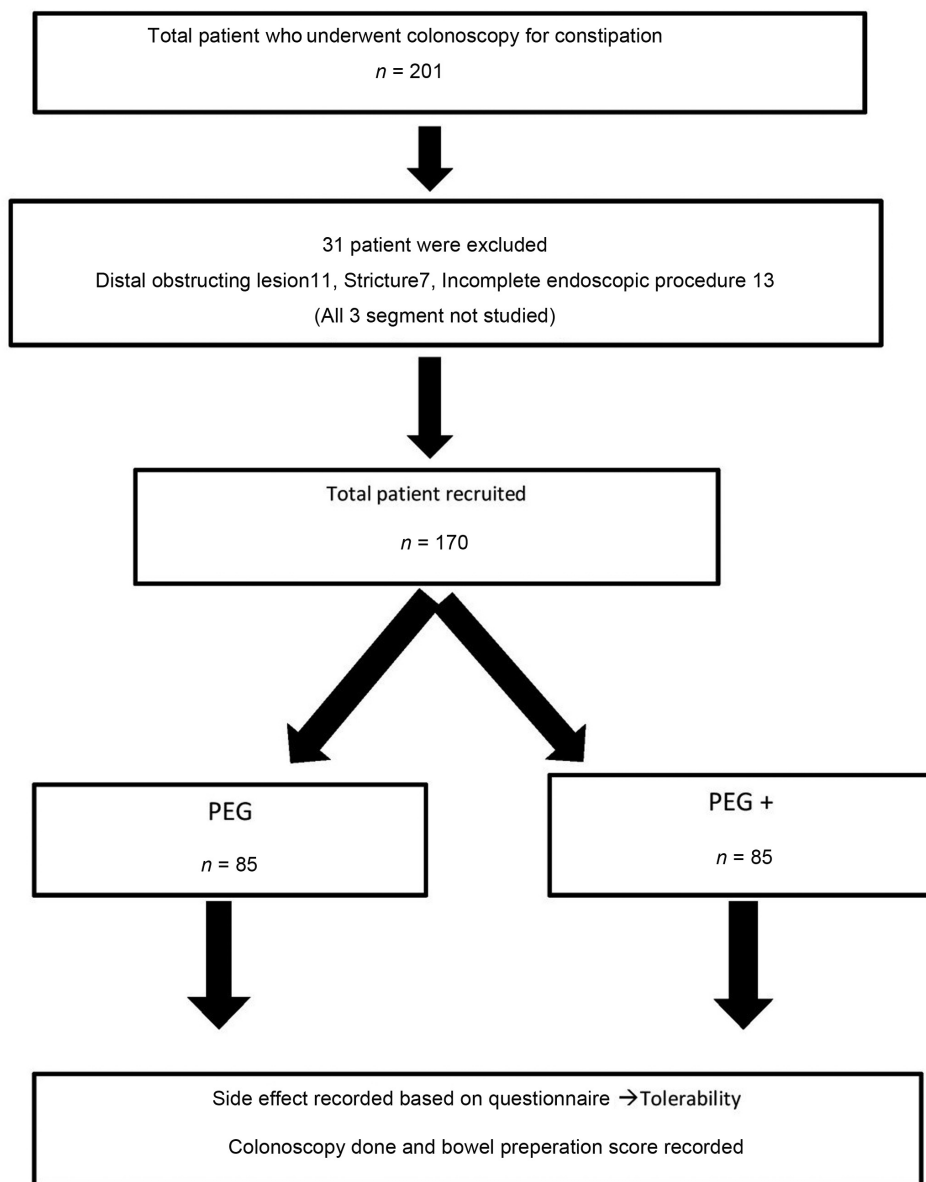 Total patient who underwent colonoscopy for constipation
n = 201
31 patient were excluded
Distal obstructing lesion11, Stricture7, Incomplete endoscopic procedure 13
(All 3 segment not studied)
Total patient recruited
n = 170
PEG
n = 85
PEG +
n = 85
Side effect recorded based on questionnaire →Tolerability
Colonoscopy done and bowel preperation score recorded